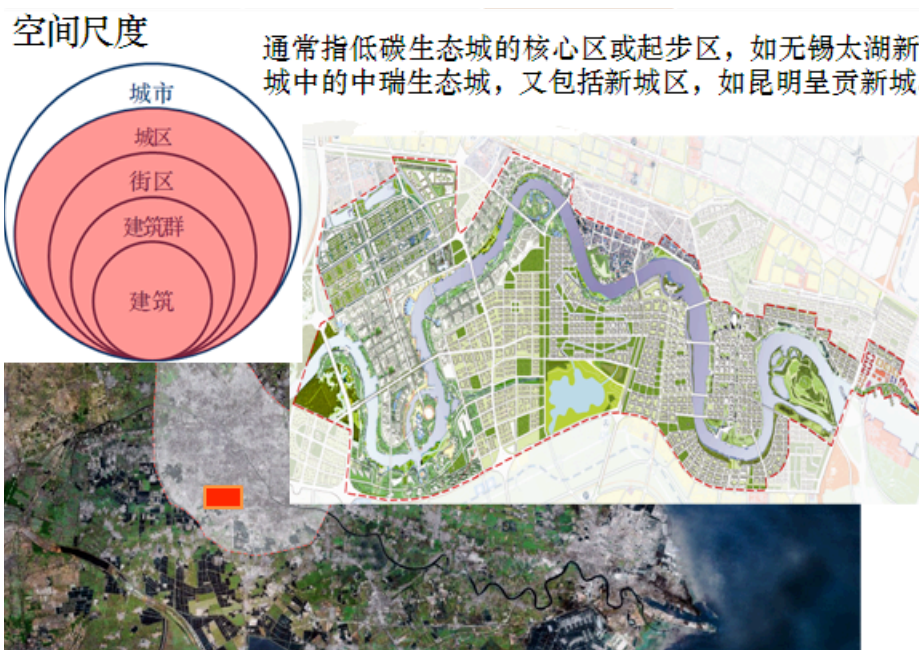 空间尺度
通常指低碳生态城的核心区或起步区，如无锡太湖新
城中的中瑞生态城，又包括新城区，如昆明呈贡新城
城市
城区
街区
建筑群
建筑